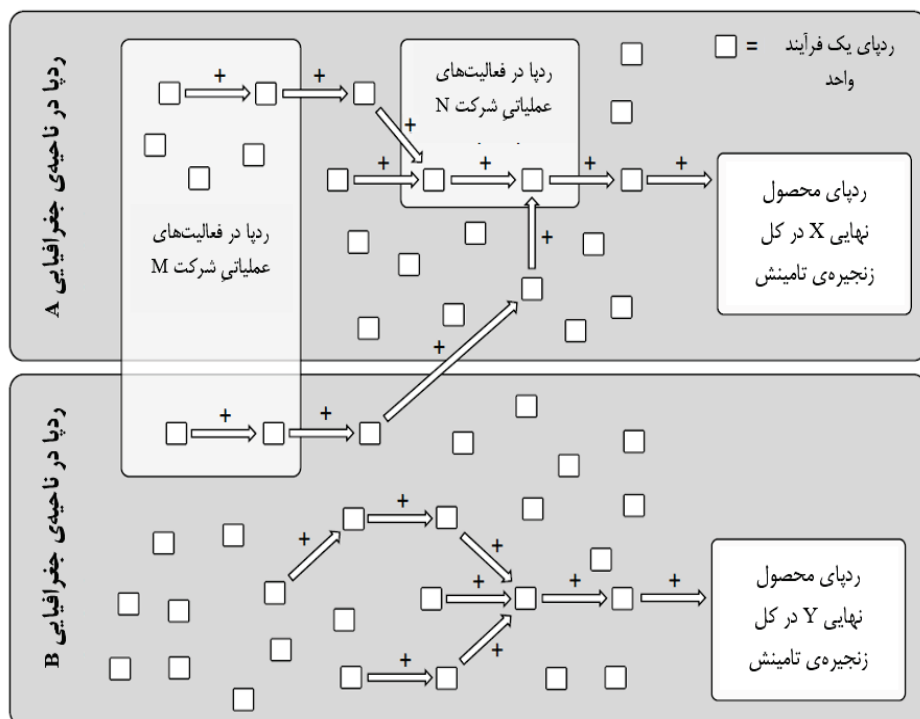 ردپا در ناحیه‌ی جغرافیایی A
ردپای یک فرآیند
واحد
=
ردپا در فعالیت‌های
عملیاتیِ شرکت N
ردپا در فعالیت‌های
عملیاتیِ شرکت M
ردپای محصول
نهایی X در کل
زنجیره‌ی تامینش
+ + + + + + + + +
ردپا در ناحیه‌ی جغرافیایی B
+ +
+ + + + + + + +
ردپای محصول
نهایی Y در کل
زنجیره‌ی تامینش